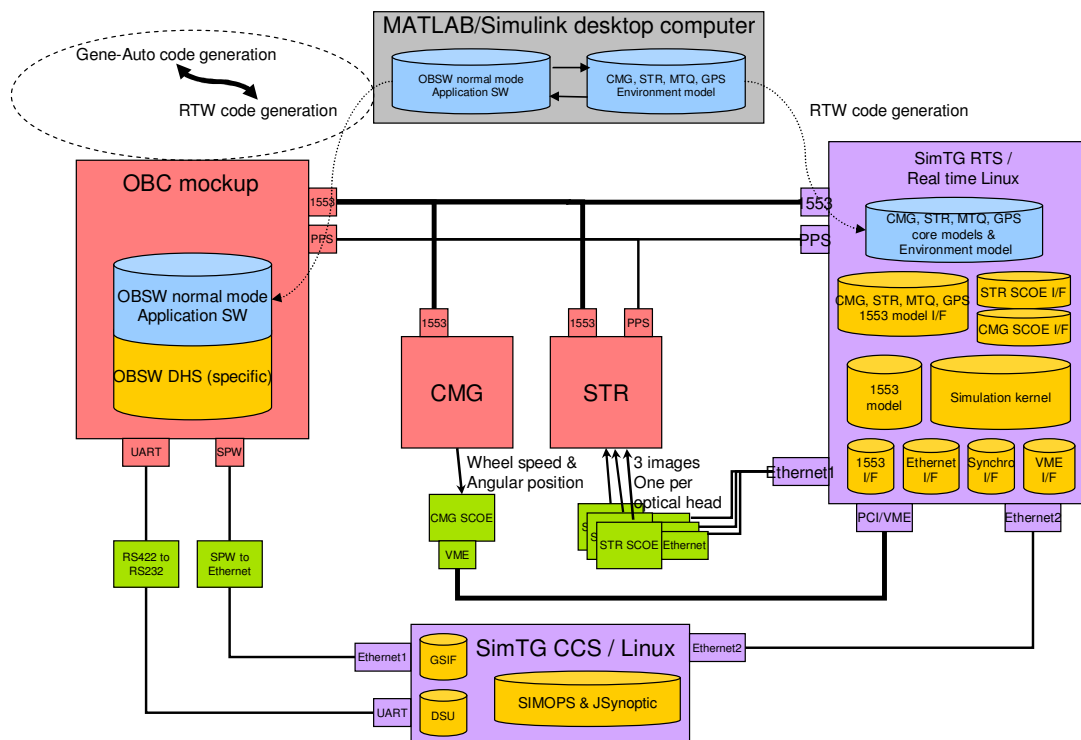 MATLAB/Simulink desktop computer
Gene-Auto code generation
RTW code generation
OBSW normal mode
Application SW
CMG, STR, MTQ, GPS
Environment model
RTW code generation
OBC mockup
1553
PPS
OBSW normal mode
Application SW
OBSW DHS (specific)
UART
SPW
1553
CMG
1553
PPS
STR
SimTG RTS /
Real time Linux
1553
PPS
CMG, STR, MTQ, GPS
core models &
Environment model
CMG, STR, MTQ, GPS
1553 model I/F
STR SCOE I/F
CMG SCOE I/F
1553
model
Simulation kernel
1553
I/F
Ethernet
I/F
Synchro
I/F
VME
I/F
Ethernet1
PCI/VME
Ethernet2
Wheel speed &
Angular position
3 images
One per
optical head
CMG SCOE
VME
S
S
STR SCOE
Ethernet
RS422 to
RS232
SPW to
Ethernet
SimTG CCS / Linux
Ethernet1
GSIF
Ethernet2
UART
DSU
SIMOPS & JSynoptic